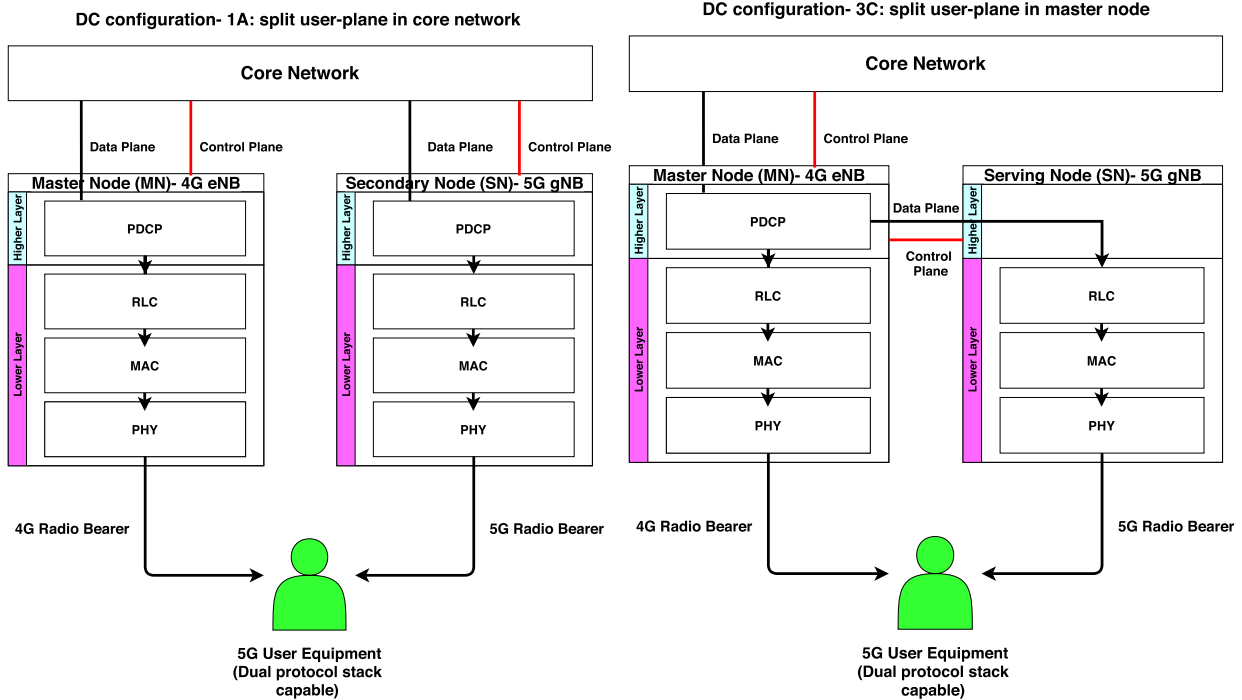 DC configuration- 1A: split user-plane in core network
Core Network
Data Plane
Control Plane
Data Plane
Control Plane
Master Node (MN)- 4G eNB
Higher Layer
PDCP
Lower Layer
RLC
MAC
PHY
Secondary Node (SN)- 5G gNB
Higher Layer
PDCP
Lower Layer
RLC
MAC
PHY
4G Radio Bearer
5G Radio Bearer
5G User Equipment
(Dual protocol stack
capable)
DC configuration- 3C: split user-plane in master node
Core Network
Data Plane
Control Plane
Master Node (MN)- 4G eNB
Higher Layer
PDCP
Lower Layer
RLC
MAC
PHY
Data Plane
Control
Plane
Serving Node (SN)- 5G gNB
Higher Layer
Lower Layer
RLC
MAC
PHY
4G Radio Bearer
5G Radio Bearer
5G User Equipment
(Dual protocol stack
capable)